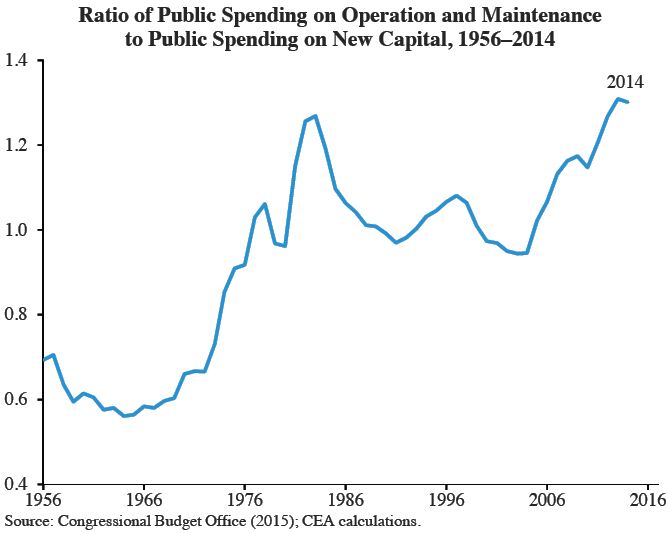 Ratio of Public Spending on Operation and Maintenance
to Public Spending on New Capital, 1956–2014
1.4
2014
1.2
1.0
0.8
0.6
0.4
1956 1966 1976 1986 1996 2006 2016
Source: Congressional Budget Office (2015); CEA calculations.